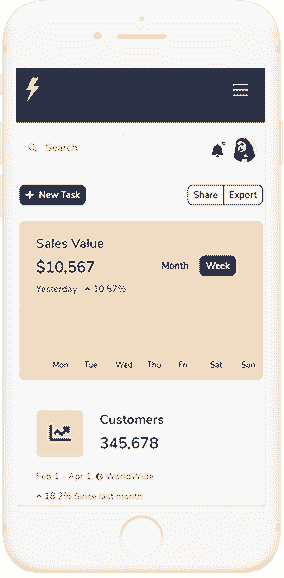 Search
+ New Task
Share Export
Sales Value
$10,567
Month Week
Yesterday ^ 10.57%
Mon Tue Wed Thu Fri Sat Sun
Customers
345,678
Feb 1 - Apr 1, WorldWide
^ 18.2% Since last month